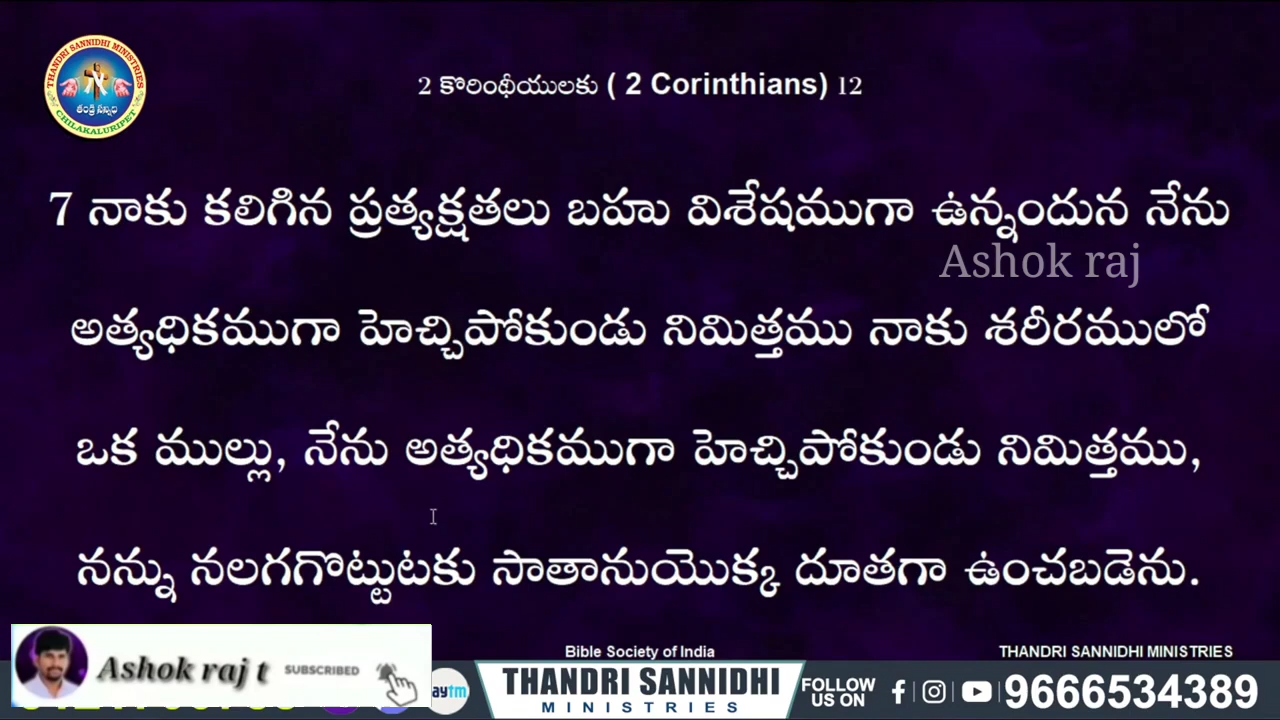 THANDRI SANNIDHI MINISTRIES
తండ్రి సన్నిధి
CHILAKALURIPET
2 కొరింథీయులకు ( 2 Corinthians) 12
7 నాకు కలిగిన ప్రత్యక్షతలు బహు విశేషముగా ఉన్నందున నేను
Ashok raj
అత్యధికముగా హెచ్చిపోకుండు నిమిత్తము నాకు శరీరములో
ఒక ముల్లు, నేను అత్యధికముగా హెచ్చిపోకుండు నిమిత్తము,
నన్ను నలగగొట్టుటకు సాతానుయొక్క దూతగా ఉంచబడెను.
Bible Society of India
THANDRI SANNIDHI MINISTRIES
Ashok raj t SUBSCRIBED
THANDRI SANNIDHI
MINISTRIES
FOLLOW
US ON
9666534389